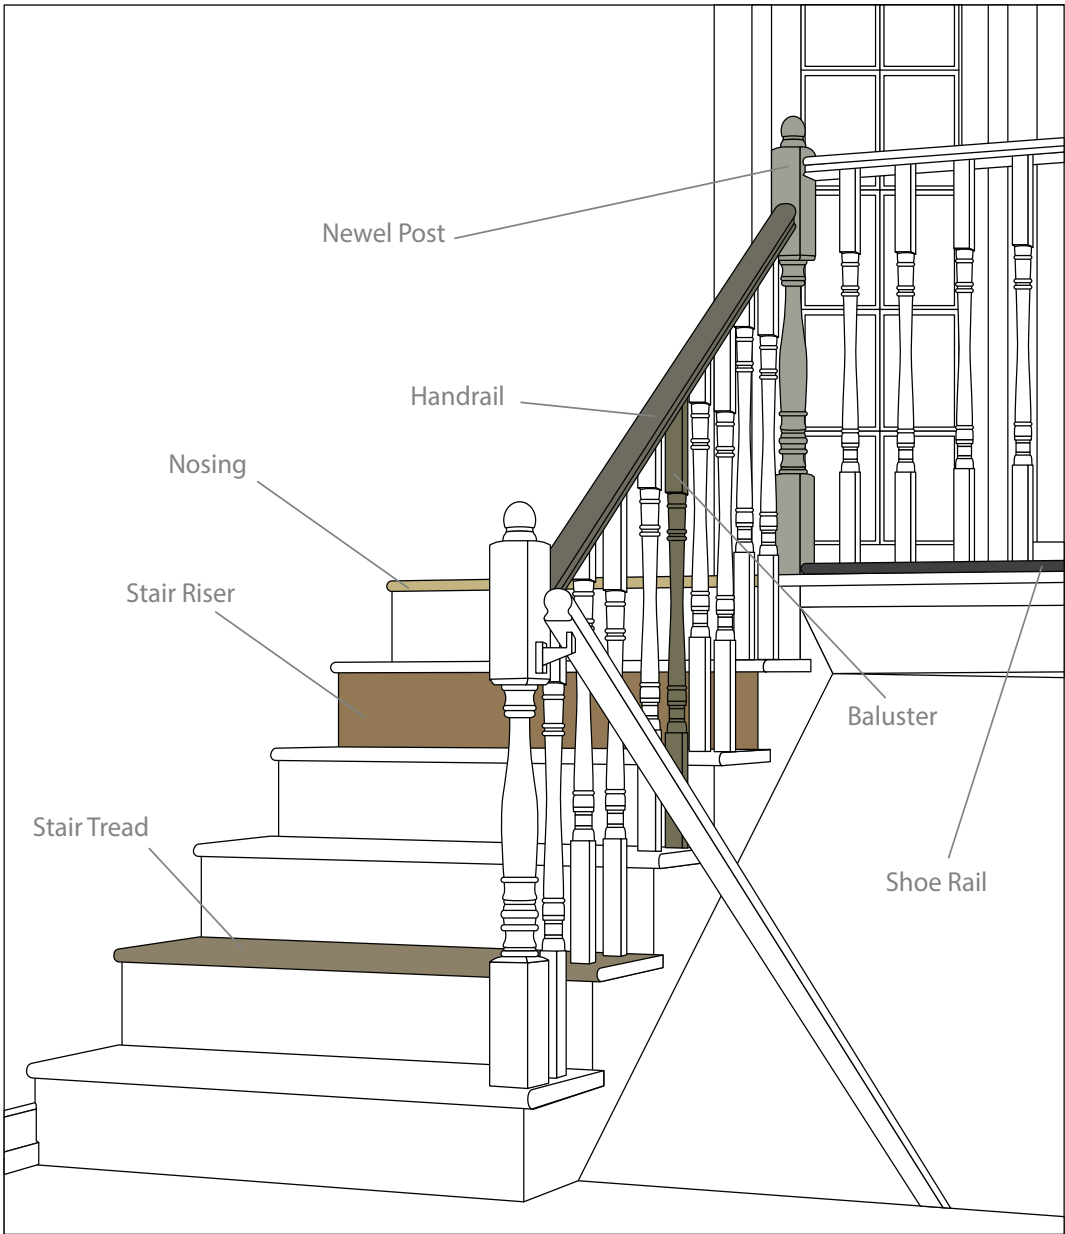 Newel Post
Handrail
Nosing
Stair Riser
Baluster
Stair Tread
Shoe Rail